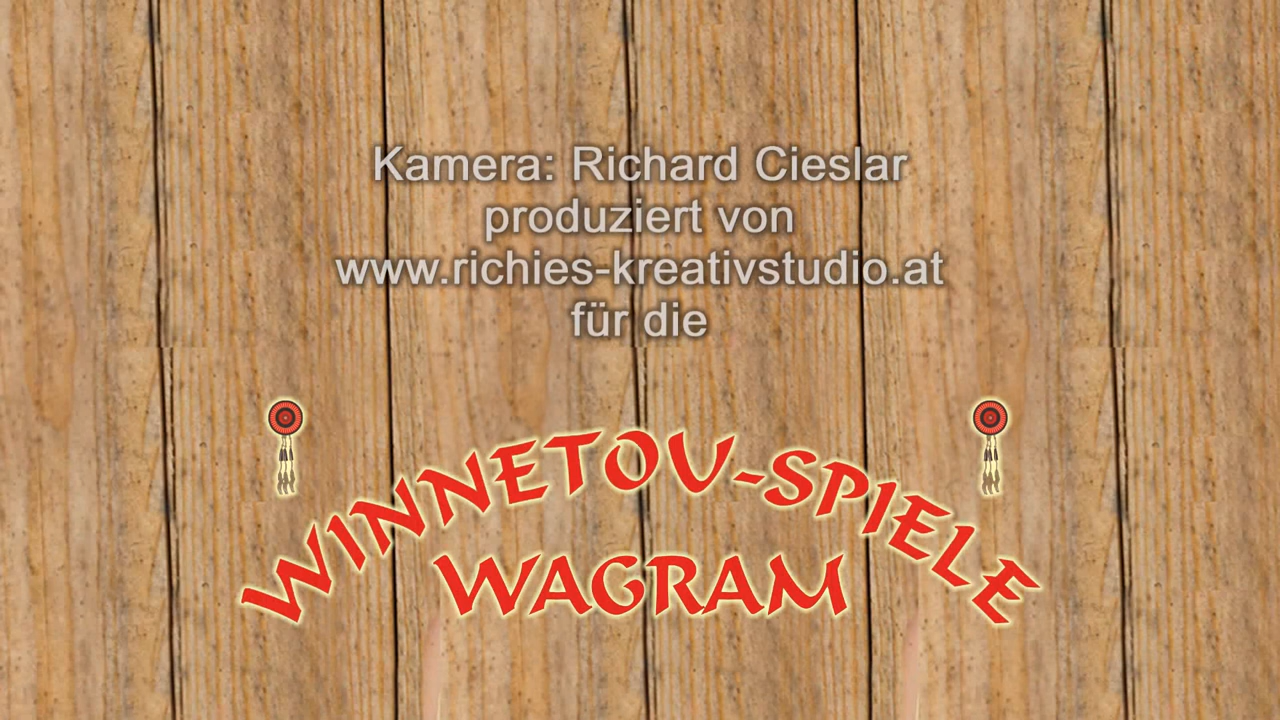 Kamera: Richard Cieslar
produziert von
www.richies-kreativstudio.at
für die
WINNETOU-SPIELE
WAGRAM